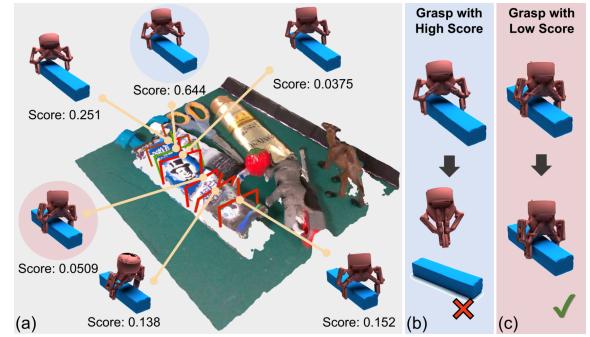 Grasp with
High Score
Grasp with
Low Score
Score: 0.251
Score: 0.644
Score: 0.0375
Score: 0.0509
Score: 0.138
Score: 0.152
(a)
(b)
(c)